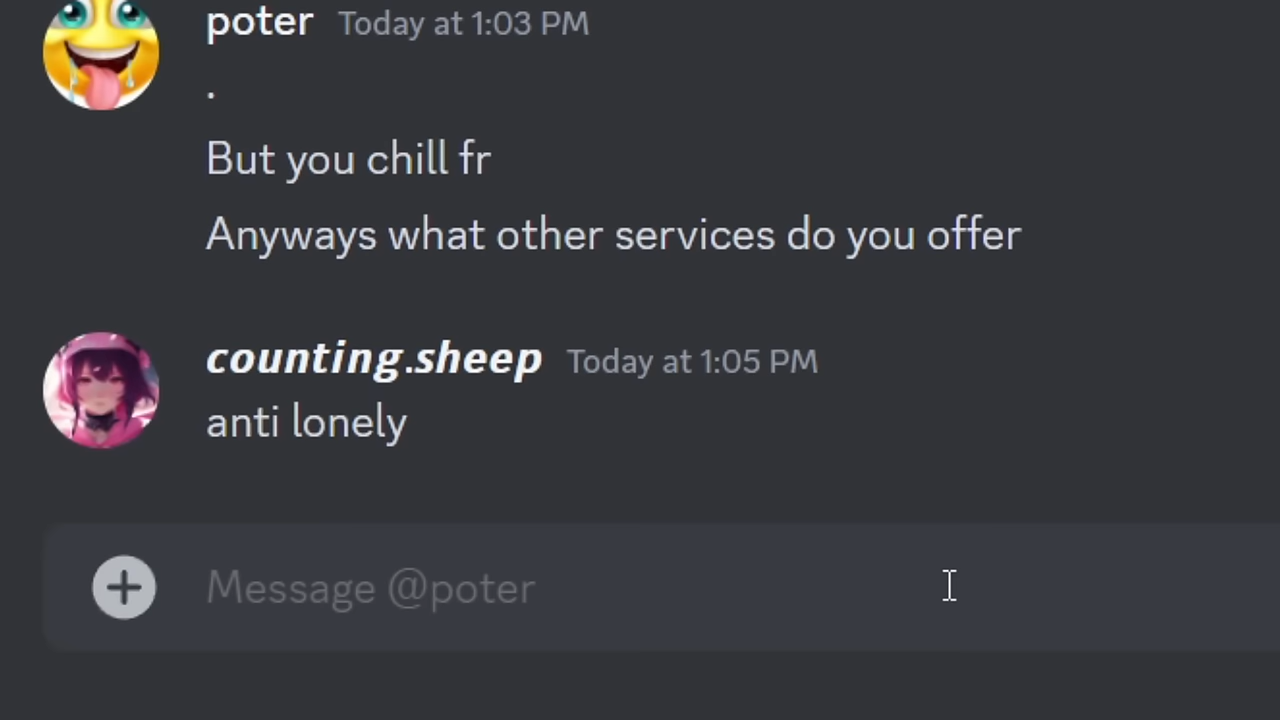 poter Today at 1:03 PM
.
But you chill fr
Anyways what other services do you offer
counting.sheep Today at 1:05 PM
anti lonely
Message @poter